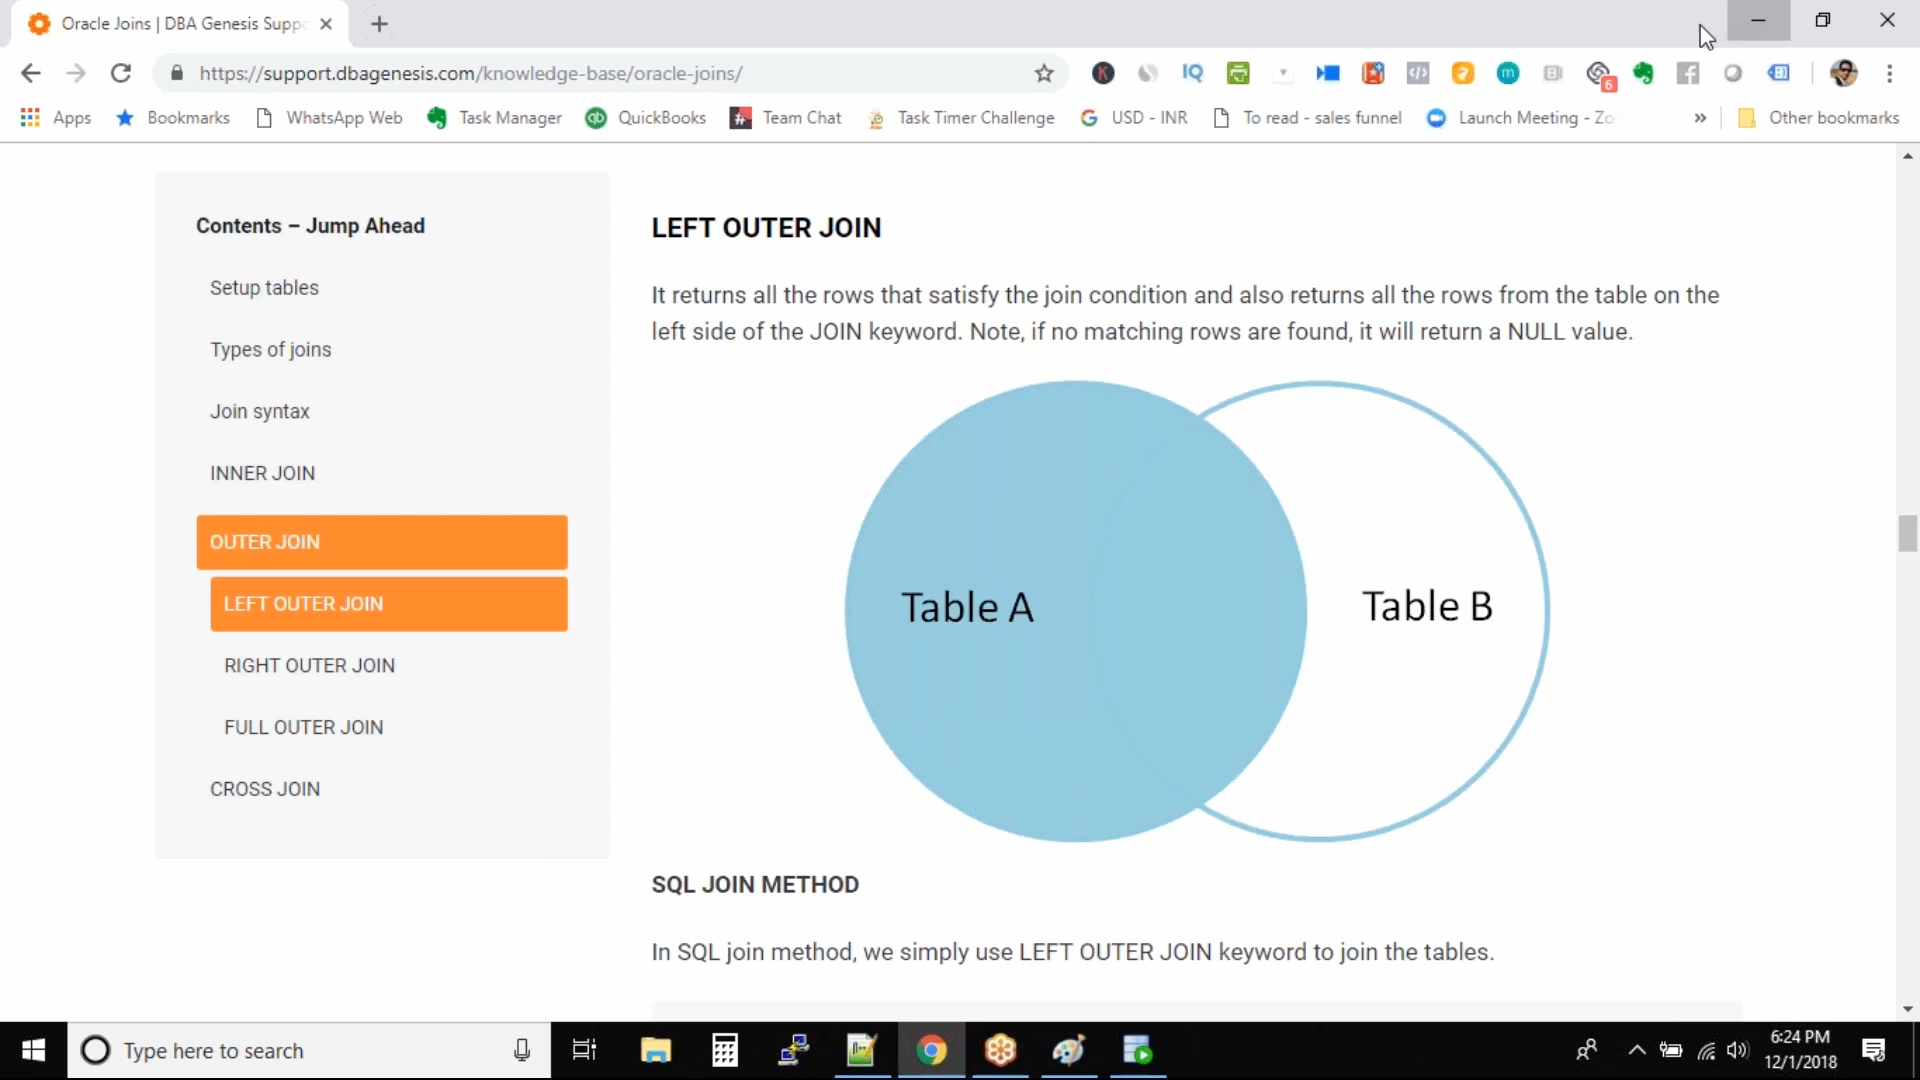 Oracle Joins | DBA Genesis Supp
https://support.dbagenesis.com/knowledge-base/oracle-joins/
IQ
6
Apps Bookmarks WhatsApp Web Task Manager QuickBooks Team Chat Task Timer Challenge USD - INR To read - sales funnel Launch Meeting - Zo » Other bookmarks
Contents – Jump Ahead
Setup tables
Types of joins
Join syntax
INNER JOIN
OUTER JOIN
LEFT OUTER JOIN
RIGHT OUTER JOIN
FULL OUTER JOIN
CROSS JOIN
LEFT OUTER JOIN
It returns all the rows that satisfy the join condition and also returns all the rows from the table on the
left side of the JOIN keyword. Note, if no matching rows are found, it will return a NULL value.
Table A
Table B
SQL JOIN METHOD
In SQL join method, we simply use LEFT OUTER JOIN keyword to join the tables.
Type here to search
6:24 PM
12/1/2018